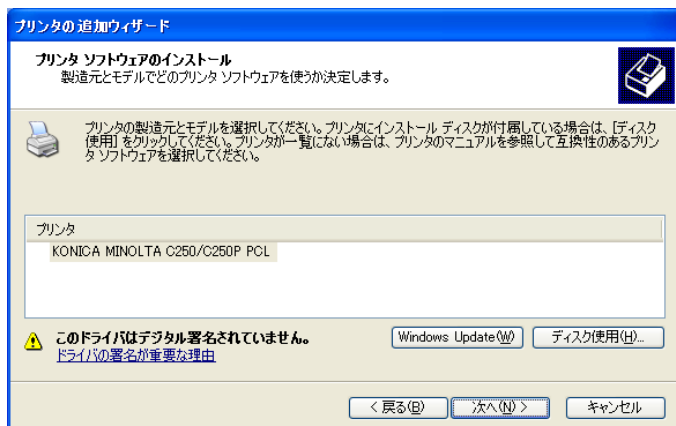 プリンタの追加ウィザード
プリンタ ソフトウェアのインストール
製造元とモデルでどのプリンタ ソフトウェアを使うか決定します。
プリンタの製造元とモデルを選択してください。プリンタにインストール ディスクが付属している場合は、[ディスク
使用] をクリックしてください。プリンタが一覧にない場合は、プリンタのマニュアルを参照して互換性のあるプリン
タ ソフトウェアを選択してください。
プリンタ
KONICA MINOLTA C250/C250P PCL
このドライバはデジタル署名されていません。
ドライバの署名が重要な理由
Windows Update(W)
ディスク使用(H)...
< 戻る(B)
次へ(N) >
キャンセル